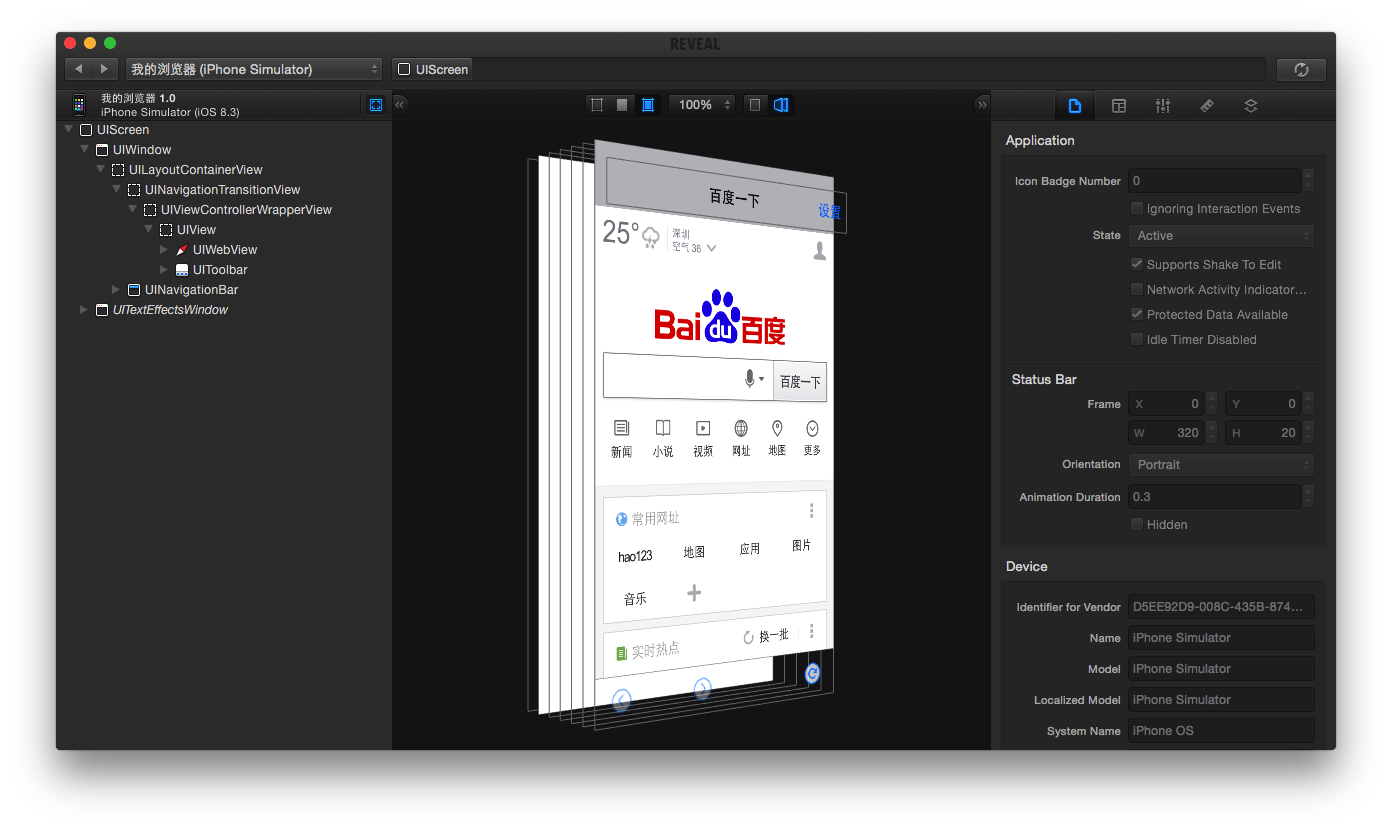 REVEAL
我的浏览器 (iPhone Simulator)
UIScreen
我的浏览器 1.0
iPhone Simulator (iOS 8.3)
100%
UIScreen
UIWindow
UILayoutContainerView
UINavigationTransitionView
UIViewControllerWrapperView
UIView
UIWebView
UIToolbar
UINavigationBar
UITextEffectsWindow
百度一下
设置
25°
深圳
空气 36
Bai du 百度
百度一下
新闻 小说 视频 网址 地图 更多
常用网址
hao123 地图 应用 图片
音乐
实时热点 换一批
Application
Icon Badge Number 0
Ignoring Interaction Events
State Active
Supports Shake To Edit
Network Activity Indicator...
Protected Data Available
Idle Timer Disabled
Status Bar
Frame X 0 Y 0
W 320 H 20
Orientation Portrait
Animation Duration 0.3
Hidden
Device
Identifier for Vendor D5EE92D9-008C-435B-874...
Name iPhone Simulator
Model iPhone Simulator
Localized Model iPhone Simulator
System Name iPhone OS